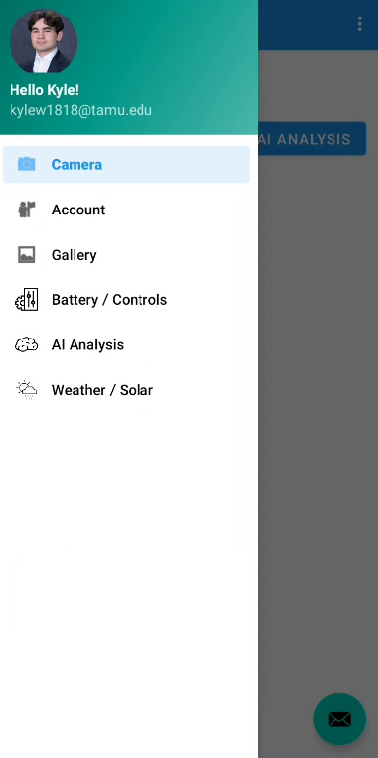 Hello Kyle!
kylew1818@tamu.edu
AI ANALYSIS
Camera
Account
Gallery
Battery / Controls
AI Analysis
Weather / Solar